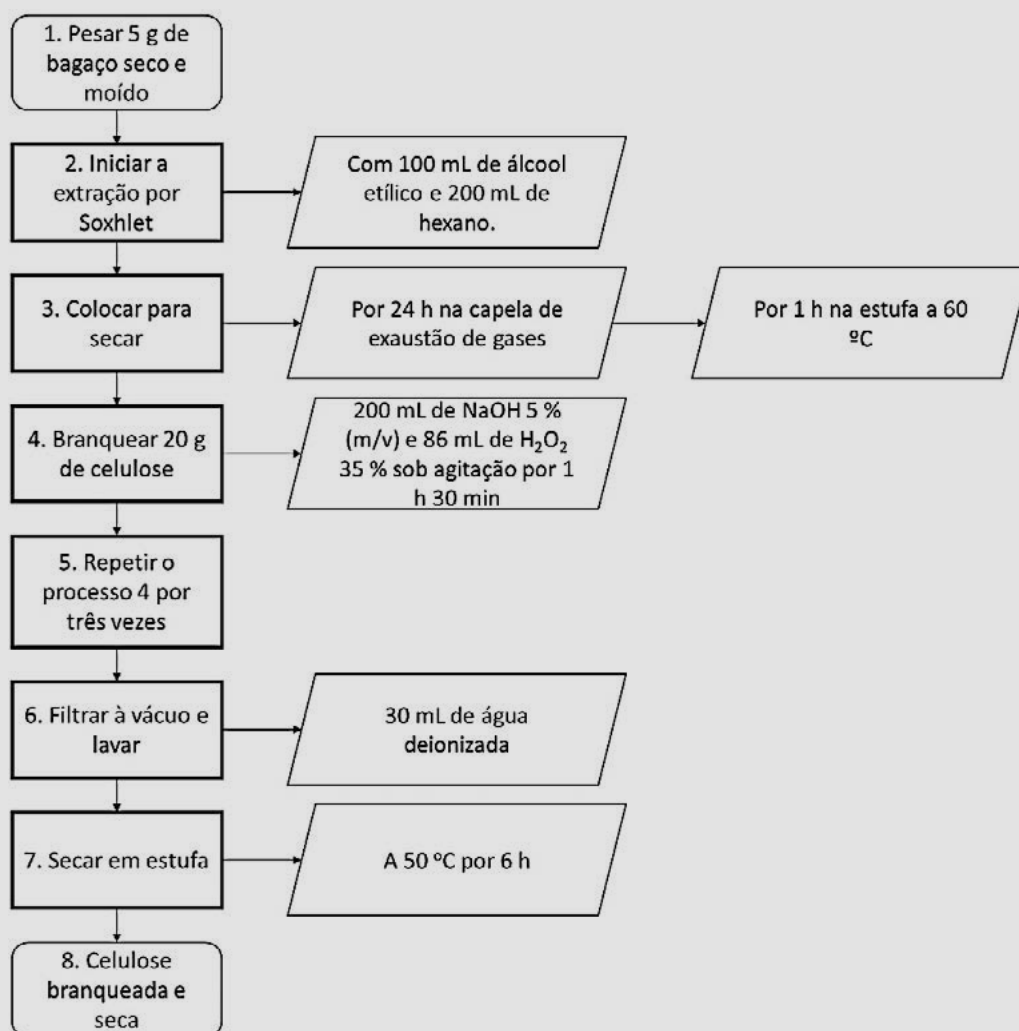 1. Pesar 5 g de
bagaço seco e
moído
2. Iniciar a
extração por
Soxhlet
Com 100 mL de álcool
etílico e 200 mL de
hexano.
3. Colocar para
secar
Por 24 h na capela de
exaustão de gases
Por 1 h na estufa a 60
ºC
4. Branquear 20 g
de celulose
200 mL de NaOH 5 %
(m/v) e 86 mL de H₂O₂
35 % sob agitação por 1
h 30 min
5. Repetir o
processo 4 por
três vezes
6. Filtrar à vácuo e
lavar
30 mL de água
deionizada
7. Secar em estufa
A 50 ºC por 6 h
8. Celulose
branqueada e
seca